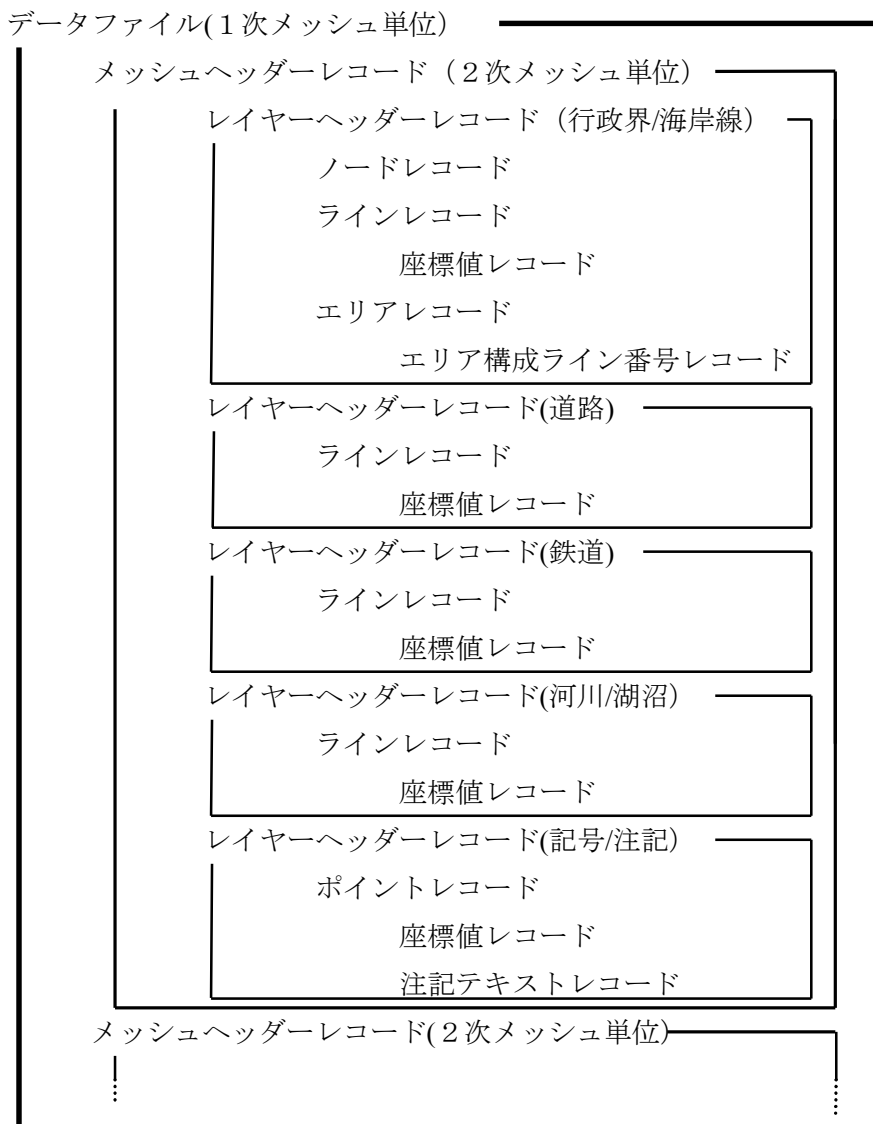 データファイル(１次メッシュ単位）
メッシュヘッダーレコード（２次メッシュ単位）
レイヤーヘッダーレコード（行政界/海岸線）
ノードレコード
ラインレコード
座標値レコード
エリアレコード
エリア構成ライン番号レコード
レイヤーヘッダーレコード(道路)
ラインレコード
座標値レコード
レイヤーヘッダーレコード(鉄道)
ラインレコード
座標値レコード
レイヤーヘッダーレコード(河川/湖沼）
ラインレコード
座標値レコード
レイヤーヘッダーレコード(記号/注記）
ポイントレコード
座標値レコード
注記テキストレコード
メッシュヘッダーレコード(２次メッシュ単位)